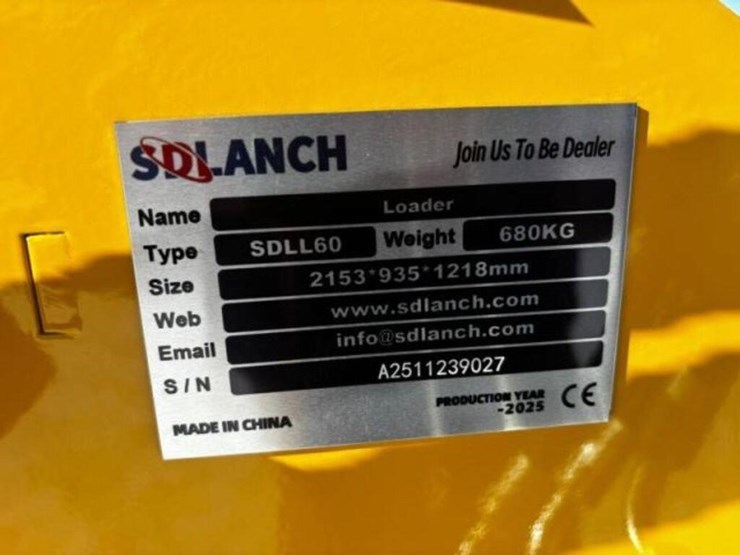 SDLANCH Join Us To Be Dealer
Name Loader
Type SDLL60 Weight 680KG
Size 2153*935*1218mm
Web www.sdlanch.com
Email info@sdlanch.com
S/N A2511239027
MADE IN CHINA PRODUCTION YEAR CE
-2025